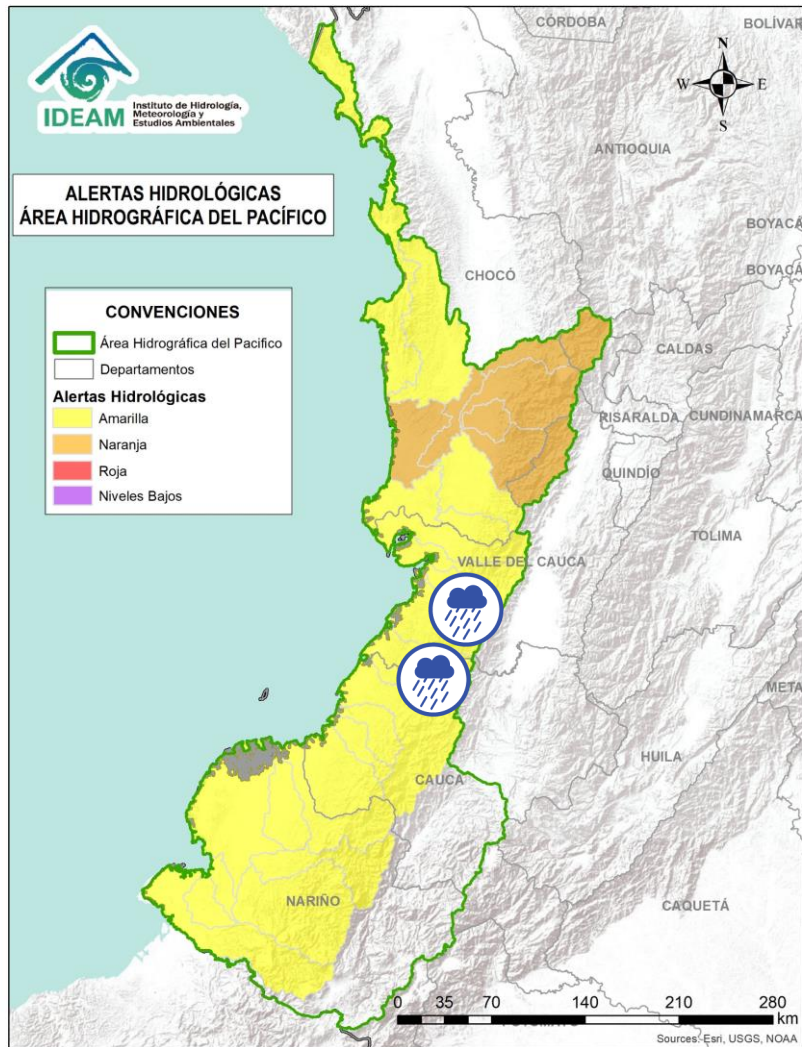 IDEAM
Instituto de Hidrología,
Meteorología y
Estudios Ambientales
ALERTAS HIDROLÓGICAS
ÁREA HIDROGRÁFICA DEL PACÍFICO
CONVENCIONES
Área Hidrográfica del Pacifico
Departamentos
Alertas Hidrológicas
Amarilla
Naranja
Roja
Niveles Bajos
N
W E
S
CÓRDOBA
BOLÍVAR
ANTIOQUIA
BOYACÁ
CHOCÓ
BOYACÁ
CALDAS
RISARALDA
CUNDINAMARCA
QUINDÍO
TOLIMA
VALLE DEL CAUCA
META
HUILA
CAUCA
NARIÑO
CAQUETÁ
0 35 70 140 210 280
km
Sources: Esri, USGS, NOAA